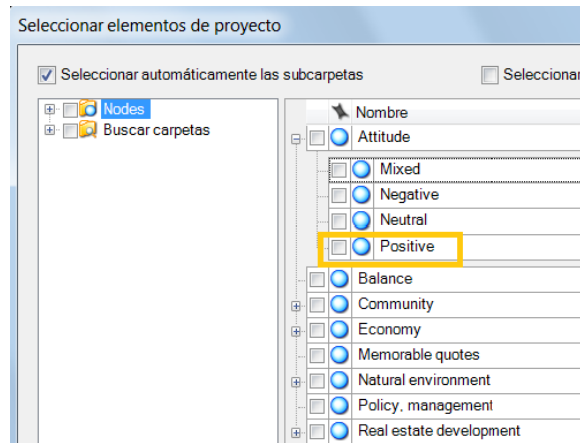 Seleccionar elementos de proyecto
Seleccionar automáticamente las subcarpetas
Seleccionar
Nodes
Buscar carpetas
Nombre
Attitude
Mixed
Negative
Neutral
Positive
Balance
Community
Economy
Memorable quotes
Natural environment
Policy, management
Real estate development